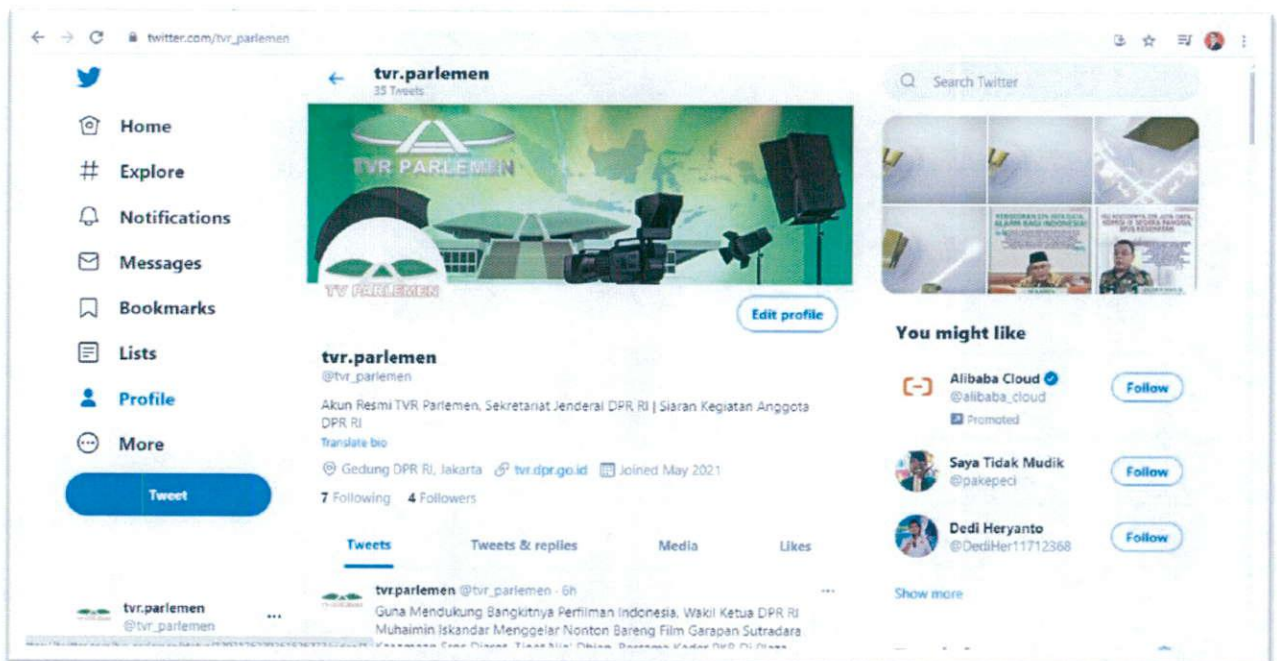 twitter.com/tvr_parlemen
Home
Explore
Notifications
Messages
Bookmarks
Lists
Profile
More
Tweet
tvr.parlemen
@tvr_parlemen
tvr.parlemen
35 Tweets
TVR PARLEMEN
TV PARLEMEN
Edit profile
tvr.parlemen
@tvr_parlemen
Akun Resmi TVR Parlemen, Sekretariat Jenderal DPR RI | Siaran Kegiatan Anggota
DPR RI
Translate bio
Gedung DPR RI, Jakarta tvr.dpr.go.id Joined May 2021
7 Following 4 Followers
Tweets Tweets & replies Media Likes
tvr.parlemen @tvr_parlemen · 6h
Guna Mendukung Bangkitnya Perfilman Indonesia, Wakil Ketua DPR RI
Muhaimin Iskandar Menggelar Nonton Bareng Film Garapan Sutradara
Search Twitter
ALARM BAGI INDONESIA!
You might like
Alibaba Cloud
@alibaba_cloud
Promoted
Follow
Saya Tidak Mudik
@pakepeci
Follow
Dedi Heryanto
@DediHer11712368
Follow
Show more